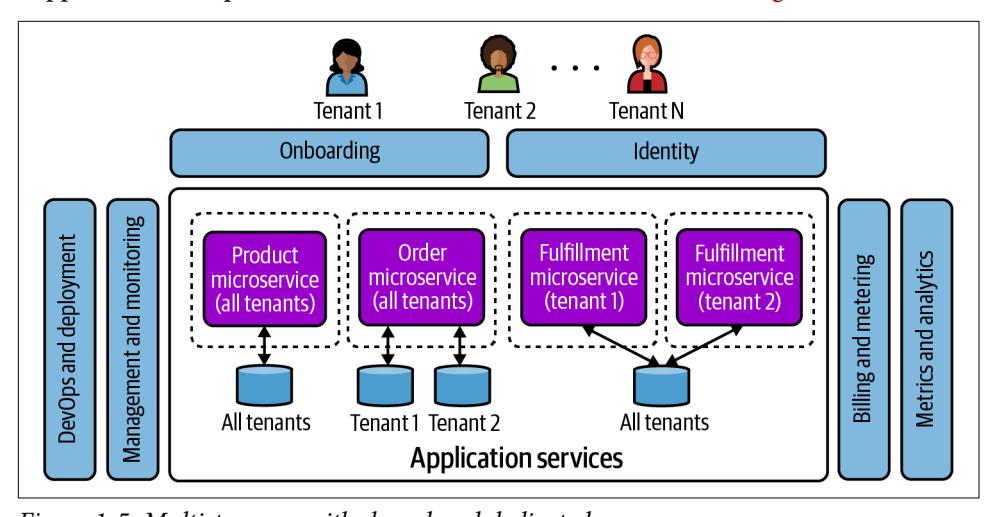 Tenant 1
Tenant 2
. . .
Tenant N
Onboarding
Identity
DevOps and deployment
Management and monitoring
Product
microservice
(all tenants)
Order
microservice
(all tenants)
Fulfillment
microservice
(tenant 1)
Fulfillment
microservice
(tenant 2)
All tenants
Tenant 1
Tenant 2
All tenants
Application services
Billing and metering
Metrics and analytics